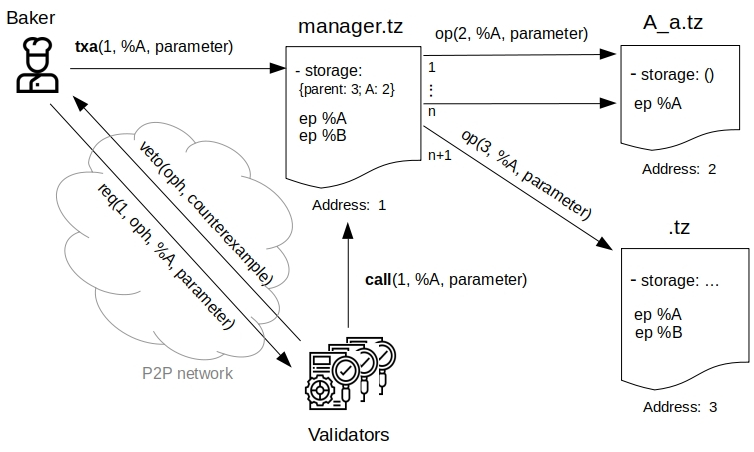 Baker
manager.tz
A_a.tz
txa(1, %A, parameter)
op(2, %A, parameter)
- storage:
{parent: 3; A: 2}
ep %A
ep %B
1
⋮
n
n+1
- storage: ()
ep %A
Address: 2
op(3, %A, parameter)
Address: 1
veto(oph, counterexample)
req(1, oph, %A, parameter)
call(1, %A, parameter)
.tz
- storage: ...
ep %A
ep %B
Address: 3
P2P network
Validators